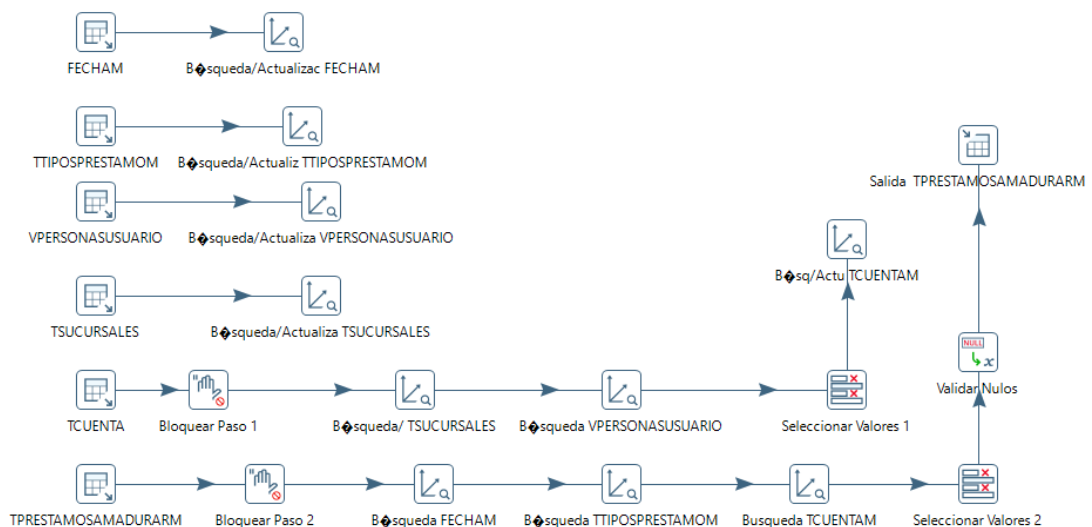 FECHAM
B�squeda/Actualizac FECHAM
TTIPOSPRESTAMOM
B�squeda/Actualiz TTIPOSPRESTAMOM
Salida TPRESTAMOSAMADURARM
VPERSONASUSUARIO
B�squeda/Actualiza VPERSONASUSUARIO
B�sq/Actu TCUENTAM
TSUCURSALES
B�squeda/Actualiza TSUCURSALES
NULL
x
Validar Nulos
TCUENTA
Bloquear Paso 1
B�squeda/ TSUCURSALES
B�squeda VPERSONASUSUARIO
Seleccionar Valores 1
TPRESTAMOSAMADURARM
Bloquear Paso 2
B�squeda FECHAM
B�squeda TTIPOSPRESTAMOM
Busqueda TCUENTAM
Seleccionar Valores 2